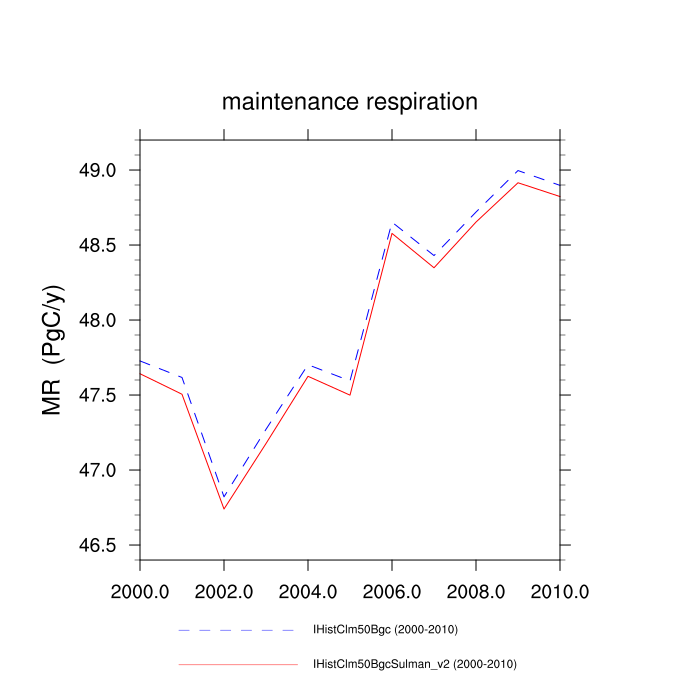 maintenance respiration
MR (PgC/y)
49.0
48.5
48.0
47.5
47.0
46.5
2000.0 2002.0 2004.0 2006.0 2008.0 2010.0
IHistClm50Bgc (2000-2010)
IHistClm50BgcSulman_v2 (2000-2010)